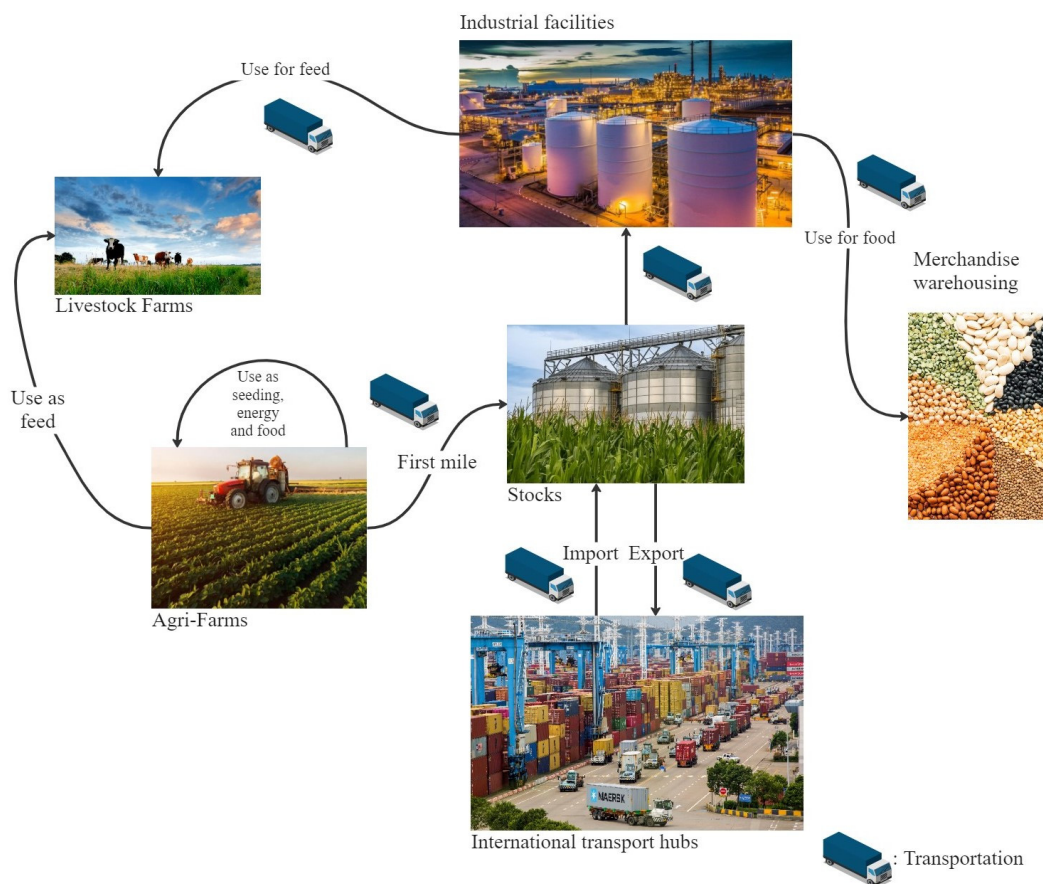 Industrial facilities
Use for feed
Use for food
Merchandise
warehousing
Livestock Farms
Use as
feed
Use as
seeding,
energy
and food
First mile
Stocks
Agri-Farms
Import
Export
MAERSK
International transport hubs
: Transportation